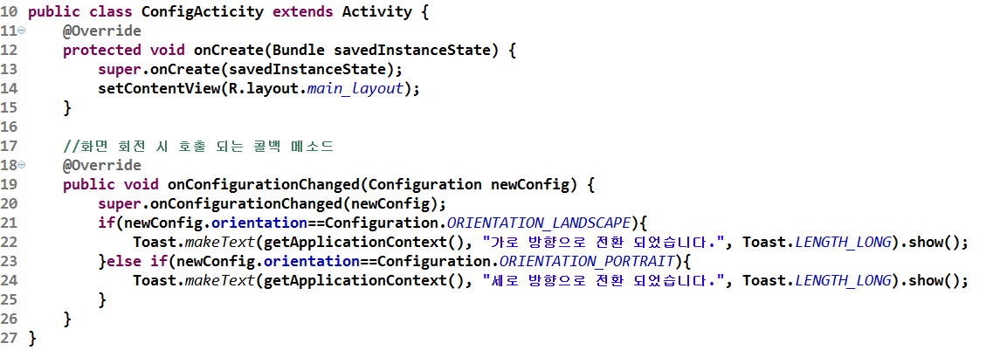 10 public class ConfigActicity extends Activity {
11 @Override
12 protected void onCreate(Bundle savedInstanceState) {
13 super.onCreate(savedInstanceState);
14 setContentView(R.layout.main_layout);
15 }
16
17 //화면 회전 시 호출 되는 콜백 메소드
18 @Override
19 public void onConfigurationChanged(Configuration newConfig) {
20 super.onConfigurationChanged(newConfig);
21 if(newConfig.orientation==Configuration.ORIENTATION_LANDSCAPE){
22 Toast.makeText(getApplicationContext(), "가로 방향으로 전환 되었습니다.", Toast.LENGTH_LONG).show();
23 }else if(newConfig.orientation==Configuration.ORIENTATION_PORTRAIT){
24 Toast.makeText(getApplicationContext(), "세로 방향으로 전환 되었습니다.", Toast.LENGTH_LONG).show();
25 }
26 }
27 }